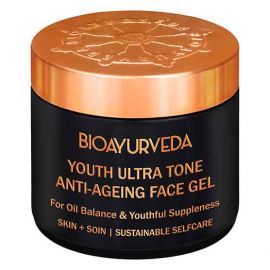 BIOAYURVEDA
YOUTH ULTRA TONE
ANTI-AGEING FACE GEL
For Oil Balance & Youthful Suppleness
SKIN + SOIN | SUSTAINABLE SELFCARE